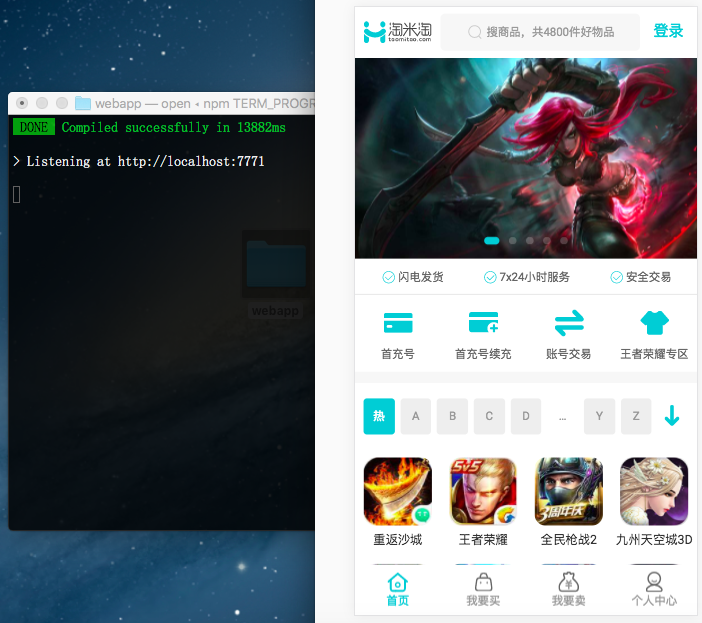 webapp — open ◂ npm TERM_PROGR
DONE Compiled successfully in 13882ms
> Listening at http://localhost:7771
webapp
淘米淘
taomitao.com
搜商品，共4800件好物品
登录
闪电发货 7x24小时服务 安全交易
首充号 首充号续充 账号交易 王者荣耀专区
热 A B C D ... Y Z
5v5
3周年庆
重返沙城 王者荣耀 全民枪战2 九州天空城3D
首页 我要买 我要卖 个人中心